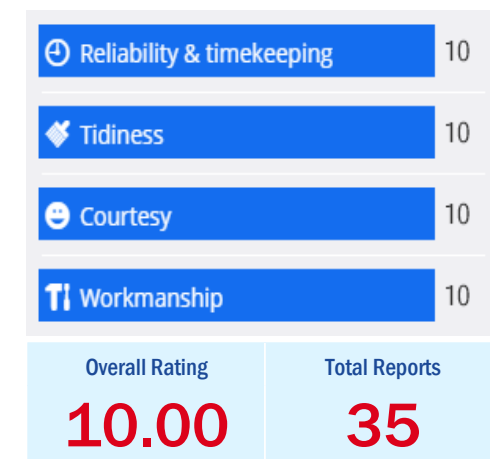 Reliability & timekeeping 10
Tidiness 10
Courtesy 10
Workmanship 10
Overall Rating Total Reports
10.00 35